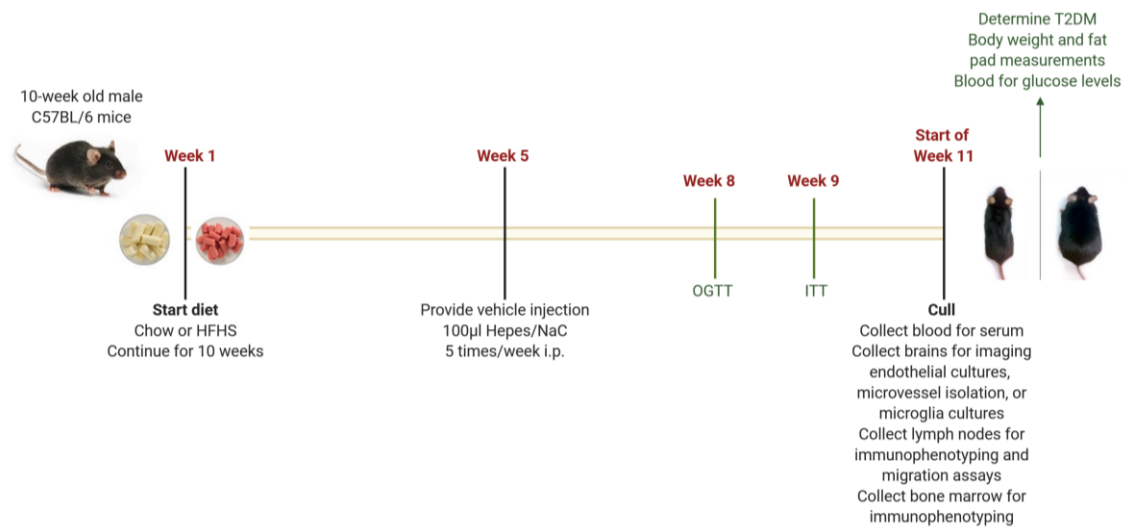 10-week old male
C57BL/6 mice
Week 1
Start diet
Chow or HFHS
Continue for 10 weeks
Week 5
Provide vehicle injection
100µl Hepes/NaC
5 times/week i.p.
Week 8
OGTT
Week 9
ITT
Start of
Week 11
Cull
Collect blood for serum
Collect brains for imaging
endothelial cultures,
microvessel isolation, or
microglia cultures
Collect lymph nodes for
immunophenotyping and
migration assays
Collect bone marrow for
immunophenotyping
Determine T2DM
Body weight and fat
pad measurements
Blood for glucose levels